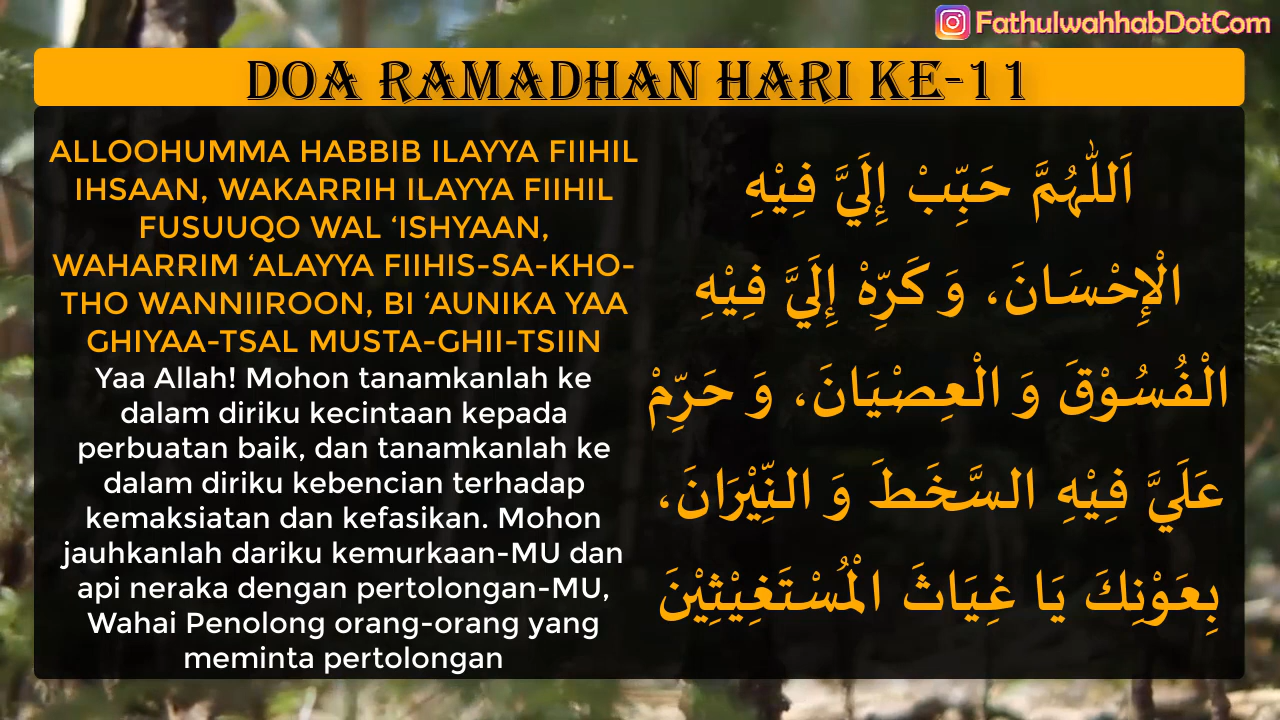 FathulwahhabDotCom
DOA RAMADHAN HARI KE-11
ALLOOHUMMA HABBIB ILAYYA FIIHIL
IHSAAN, WAKARRIH ILAYYA FIIHIL
FUSUUQO WAL ‘ISHYAAN,
WAHARRIM ‘ALAYYA FIIHIS-SA-KHO-
THO WANNIIROON, BI ‘AUNIKA YAA
GHIYAA-TSAL MUSTA-GHII-TSIIN
Yaa Allah! Mohon tanamkanlah ke
dalam diriku kecintaan kepada
perbuatan baik, dan tanamkanlah ke
dalam diriku kebencian terhadap
kemaksiatan dan kefasikan. Mohon
jauhkanlah dariku kemurkaan-MU dan
api neraka dengan pertolongan-MU,
Wahai Penolong orang-orang yang
meminta pertolongan
اَللّٰهُمَّ حَبِّبْ إِلَيَّ فِيْهِ
الْإِحْسَانَ، وَ كَرِّهْ إِلَيَّ فِيْهِ
الْفُسُوْقَ وَ الْعِصْيَانَ، وَ حَرِّمْ
عَلَيَّ فِيْهِ السَّخَطَ وَ النِّيْرَانَ،
بِعَوْنِكَ يَا غِيَاثَ الْمُسْتَغِيْثِيْنَ